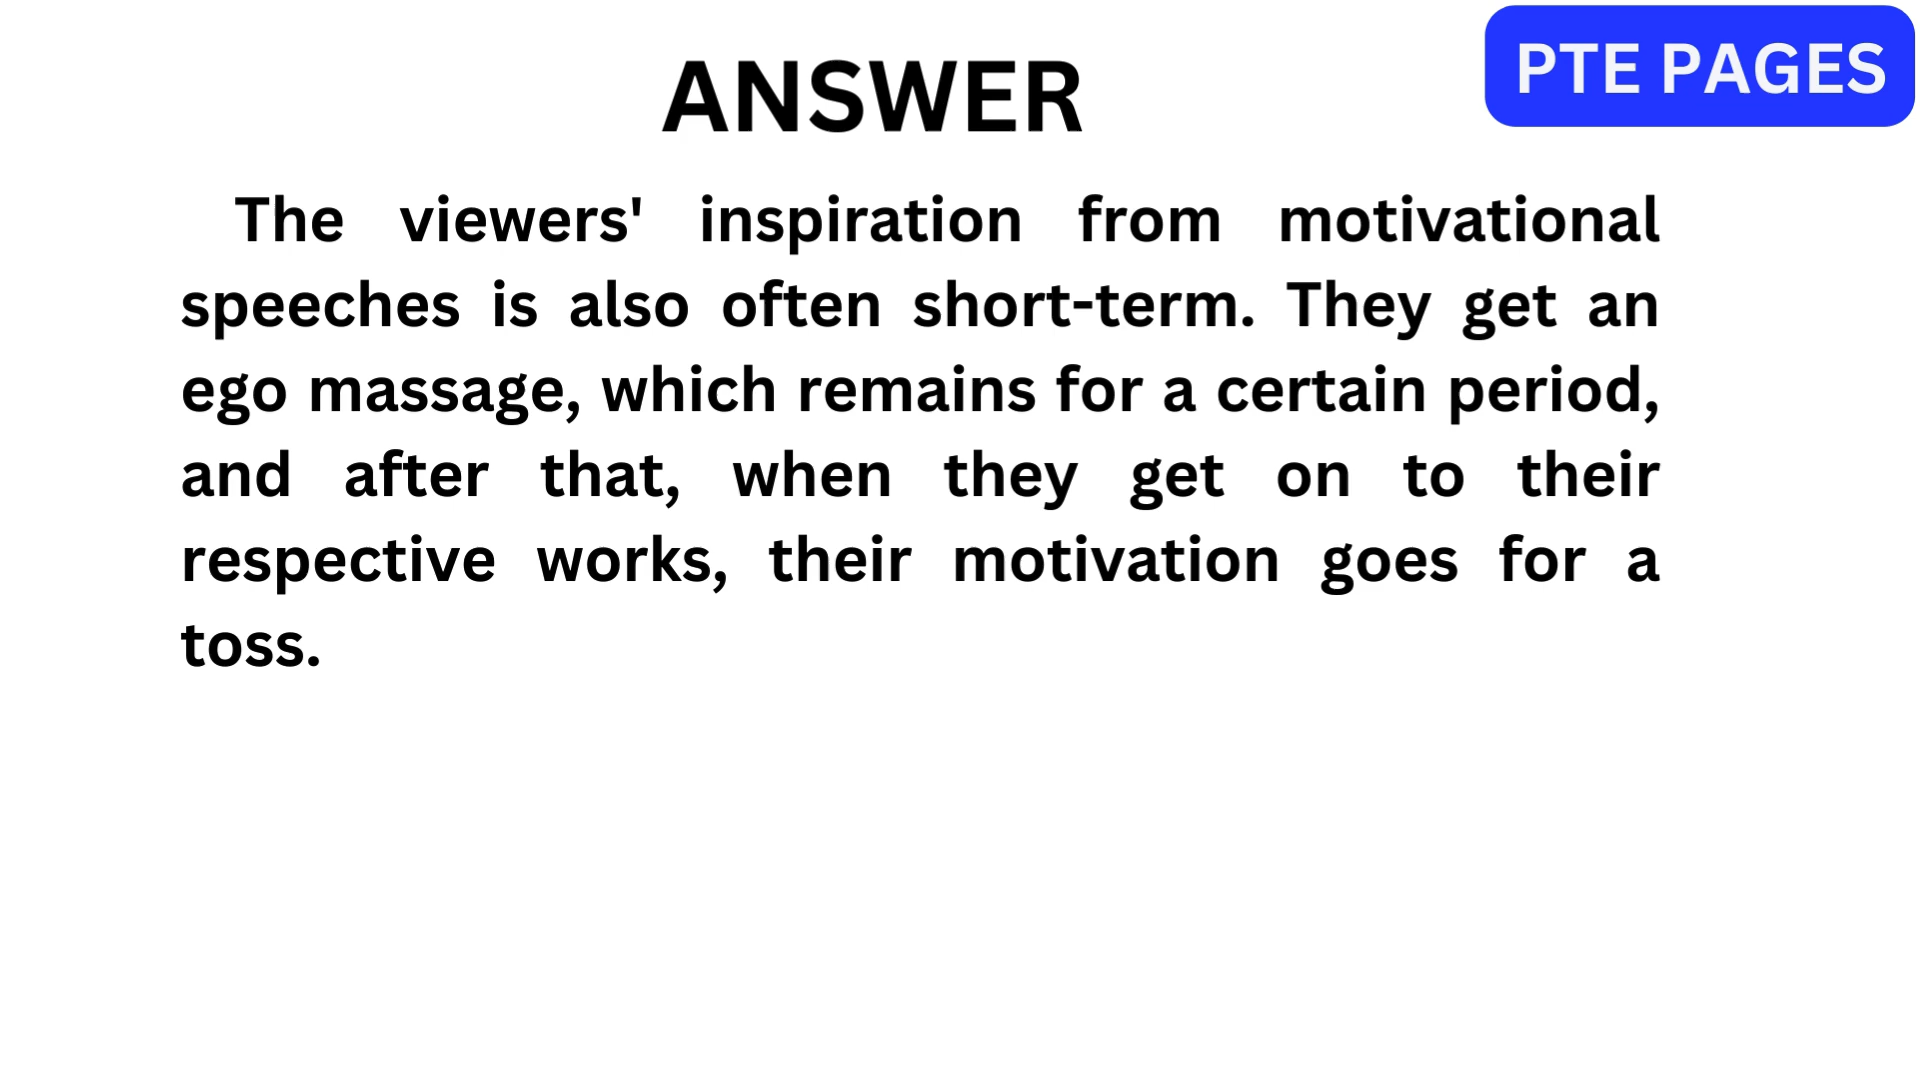 ANSWER
PTE PAGES
The viewers' inspiration from motivational
speeches is also often short-term. They get an
ego massage, which remains for a certain period,
and after that, when they get on to their
respective works, their motivation goes for a
toss.